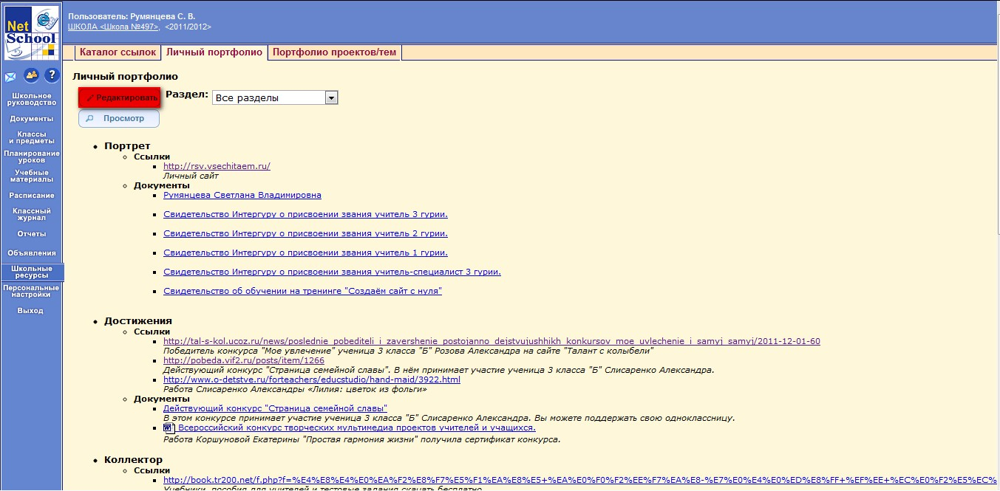 Net
School
Пользователь: Румянцева С. В.
ШКОЛА <Школа №497>, <2011/2012>
Каталог ссылок
Личный портфолио
Портфолио проектов/тем
?
Школьное
руководство
Документы
Классы
и предметы
Планирование
уроков
Учебные
материалы
Расписание
Классный
журнал
Отчеты
Объявления
Школьные
ресурсы
Персональные
настройки
Выход
Личный портфолио
Редактировать
Раздел: Все разделы
Просмотр
Портрет
Ссылки
http://rsv.vsechitaem.ru/
Личный сайт
Документы
Румянцева Светлана Владимировна
Свидетельство Интергуру о присвоении звания учитель 3 гурии.
Свидетельство Интергуру о присвоении звания учитель 2 гурии.
Свидетельство Интергуру о присвоении звания учитель 1 гурии.
Свидетельство Интергуру о присвоении звания учитель-специалист 3 гурии.
Свидетельство об обучении на тренинге "Создаём сайт с нуля"
Достижения
Ссылки
http://tal-s-kol.ucoz.ru/news/poslednie_pobediteli_i_zavershenie_postojanno_dejstvujushhikh_konkursov_moe_uvlechenie_i_samyj_samyj/2011-12-01-60
Победитель конкурса "Мое увлечение" ученица 3 класса "Б" Розова Александра на сайте "Талант с колыбели"
http://pobeda.vif2.ru/posts/item/1266
Действующий конкурс "Страница семейной славы". В нём принимает участие ученица 3 класса "Б" Слисаренко Александра.
http://www.o-detstve.ru/forteachers/educstudio/hand-maid/3922.html
Работа Слисаренко Александры «Лилия: цветок из фольги»
Документы
Действующий конкурс "Страница семейной славы"
В этом конкурсе принимает участие ученица 3 класса "Б" Слисаренко Александра. Вы можете поддержать свою одноклассницу.
Всероссийский конкурс творческих мультимедиа проектов учителей и учащихся.
Работа Коршуновой Екатерины "Простая гармония жизни" получила сертификат конкурса.
Коллектор
Ссылки
http://book.tr200.net/f.php?f=%E4%E8%E4%E0%EA%F2%E8%F7%E5%F1%EA%E8%E5+%EA%E0%F0%F2%EE%F7%EA%E8-%E7%E0%E4%E0%ED%E8%FF+%EF%EE+%EC%E0%F2%E5%EC%
Учебники, пособия для учителей и тестовые задания скачать бесплатно